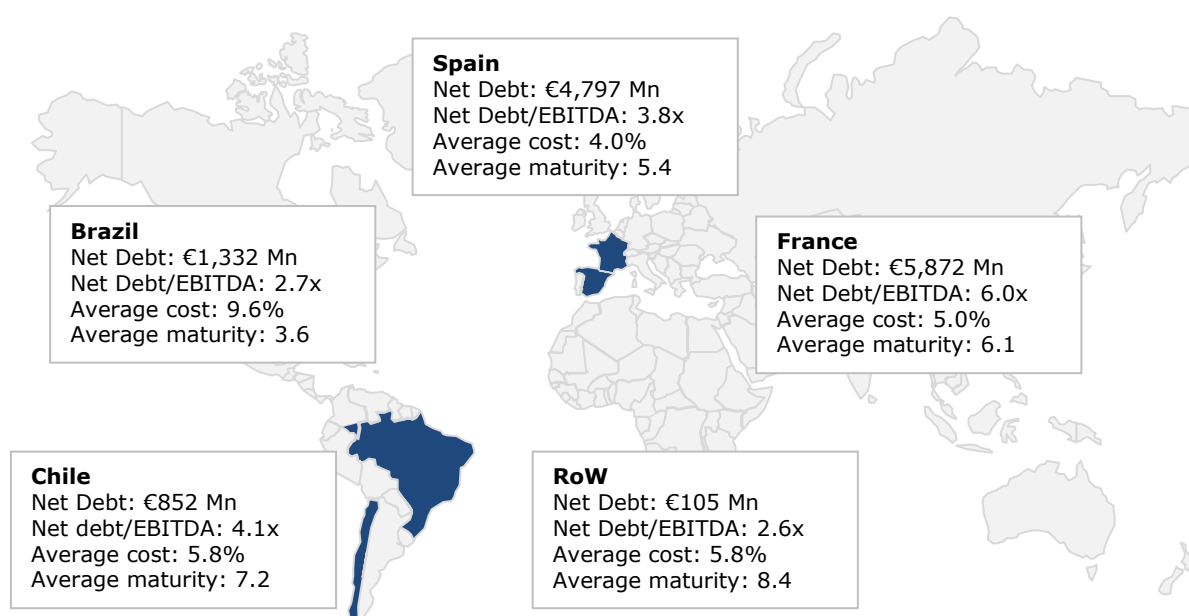 Spain
Net Debt: €4,797 Mn
Net Debt/EBITDA: 3.8x
Average cost: 4.0%
Average maturity: 5.4
Brazil
Net Debt: €1,332 Mn
Net Debt/EBITDA: 2.7x
Average cost: 9.6%
Average maturity: 3.6
France
Net Debt: €5,872 Mn
Net Debt/EBITDA: 6.0x
Average cost: 5.0%
Average maturity: 6.1
Chile
Net Debt: €852 Mn
Net debt/EBITDA: 4.1x
Average cost: 5.8%
Average maturity: 7.2
RoW
Net Debt: €105 Mn
Net Debt/EBITDA: 2.6x
Average cost: 5.8%
Average maturity: 8.4